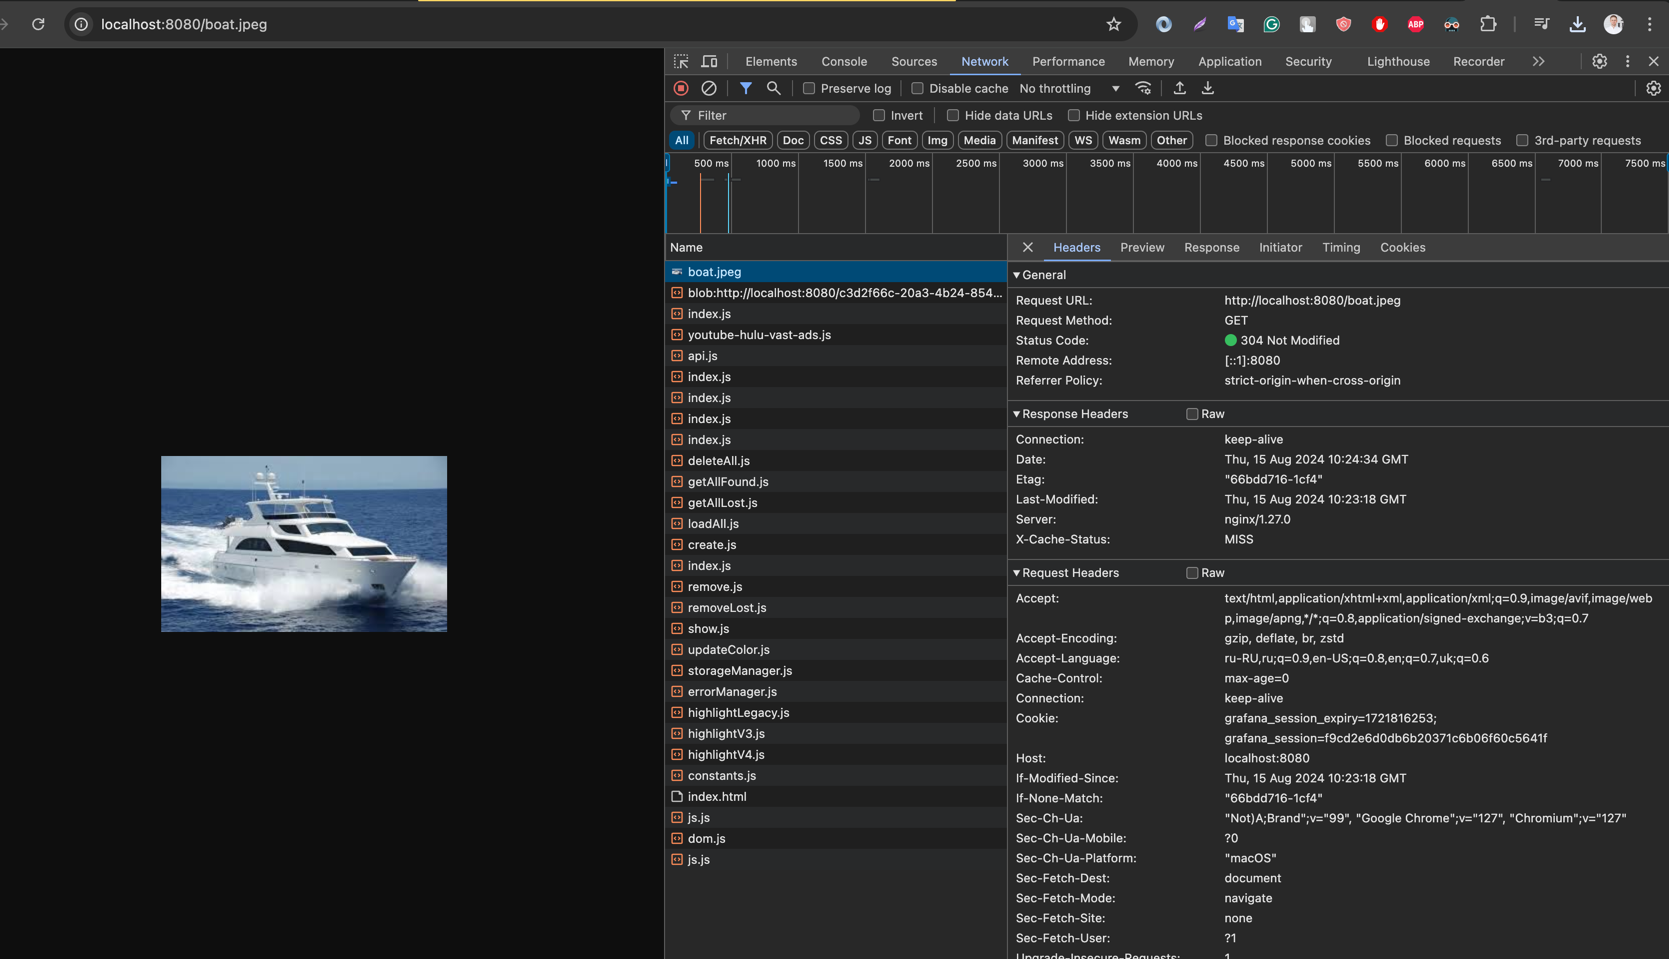 localhost:8080/boat.jpeg
ABP
Elements Console Sources Network Performance Memory Application Security Lighthouse Recorder
Preserve log Disable cache No throttling
Filter Invert Hide data URLs Hide extension URLs
All Fetch/XHR Doc CSS JS Font Img Media Manifest WS Wasm Other Blocked response cookies Blocked requests 3rd-party requests
500 ms 1000 ms 1500 ms 2000 ms 2500 ms 3000 ms 3500 ms 4000 ms 4500 ms 5000 ms 5500 ms 6000 ms 6500 ms 7000 ms 7500 ms
Name
boat.jpeg
blob:http://localhost:8080/c3d2f66c-20a3-4b24-854...
index.js
youtube-hulu-vast-ads.js
api.js
index.js
index.js
index.js
index.js
deleteAll.js
getAllFound.js
getAllLost.js
loadAll.js
create.js
index.js
remove.js
removeLost.js
show.js
updateColor.js
storageManager.js
errorManager.js
highlightLegacy.js
highlightV3.js
highlightV4.js
constants.js
index.html
js.js
dom.js
js.js
Headers Preview Response Initiator Timing Cookies
General
Request URL: http://localhost:8080/boat.jpeg
Request Method: GET
Status Code: 304 Not Modified
Remote Address: [::1]:8080
Referrer Policy: strict-origin-when-cross-origin
Response Headers Raw
Connection: keep-alive
Date: Thu, 15 Aug 2024 10:24:34 GMT
Etag: "66bdd716-1cf4"
Last-Modified: Thu, 15 Aug 2024 10:23:18 GMT
Server: nginx/1.27.0
X-Cache-Status: MISS
Request Headers Raw
Accept: text/html,application/xhtml+xml,application/xml;q=0.9,image/avif,image/web
p,image/apng,*/*;q=0.8,application/signed-exchange;v=b3;q=0.7
Accept-Encoding: gzip, deflate, br, zstd
Accept-Language: ru-RU,ru;q=0.9,en-US;q=0.8,en;q=0.7,uk;q=0.6
Cache-Control: max-age=0
Connection: keep-alive
Cookie: grafana_session_expiry=1721816253;
grafana_session=f9cd2e6d0db6b20371c6b06f60c5641f
Host: localhost:8080
If-Modified-Since: Thu, 15 Aug 2024 10:23:18 GMT
If-None-Match: "66bdd716-1cf4"
Sec-Ch-Ua: "Not)A;Brand";v="99", "Google Chrome";v="127", "Chromium";v="127"
Sec-Ch-Ua-Mobile: ?0
Sec-Ch-Ua-Platform: "macOS"
Sec-Fetch-Dest: document
Sec-Fetch-Mode: navigate
Sec-Fetch-Site: none
Sec-Fetch-User: ?1
Upgrade-Insecure-Requests: 1